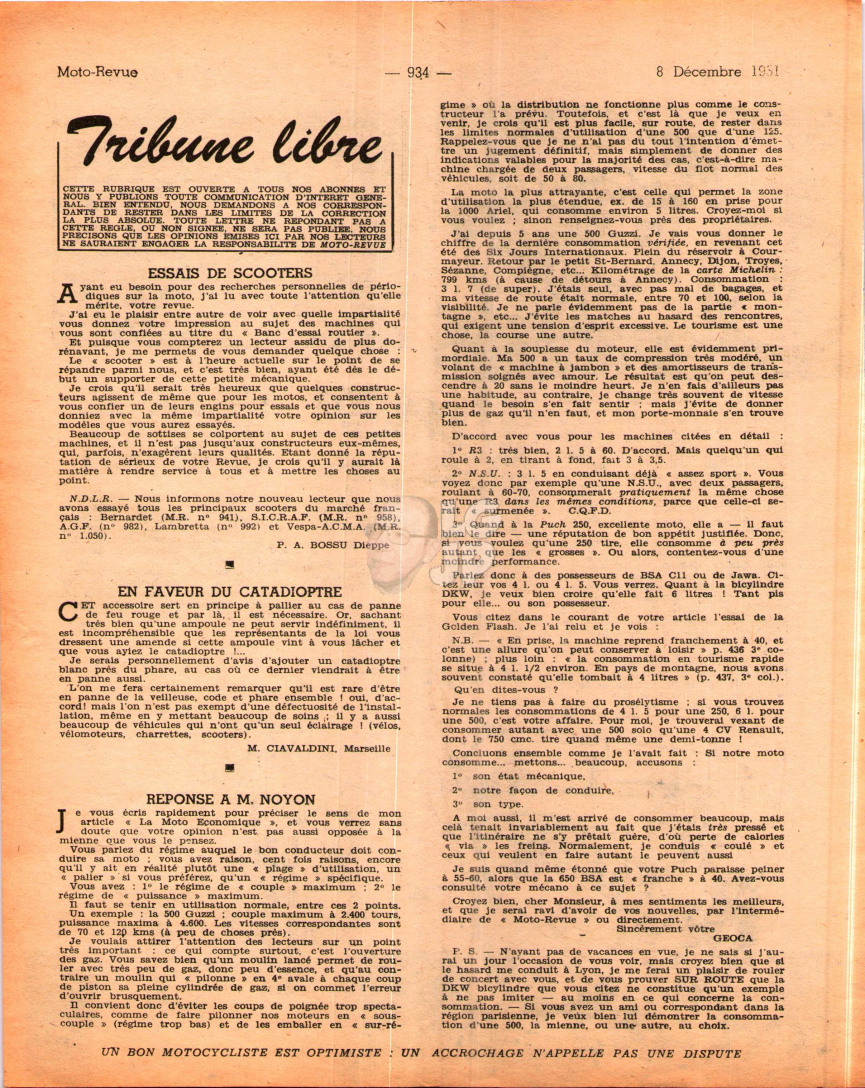 Moto-Revue
— 934 —
8 Décembre 1951
Tribune libre
CETTE RUBRIQUE EST OUVERTE A TOUS NOS ABONNES ET
NOUS Y PUBLIONS TOUTE COMMUNICATION D'INTERET GENE-
RAL. BIEN ENTENDU, NOUS DEMANDONS A NOS CORRESPON-
DANTS DE RESTER DANS LES LIMITES DE LA CORRECTION
LA PLUS ABSOLUE. TOUTE LETTRE NE REPONDANT PAS A
CETTE REGLE, OU NON SIGNEE, NE SERA PAS PUBLIEE. NOUS
PRECISONS QUE LES OPINIONS EMISES ICI PAR NOS LECTEURS
NE SAURAIENT ENGAGER LA RESPONSABILITE DE MOTO-REVUE
ESSAIS DE SCOOTERS
Ayant eu besoin pour des recherches personnelles de pério-
diques sur la moto, j'ai lu avec toute l'attention qu'elle
mérite, votre revue.
J'ai eu le plaisir entre autre de voir avec quelle impartialité
vous donnez votre impression au sujet des machines qui
vous sont confiées au titre du « Banc d'essai routier ».
Et puisque vous compterez un lecteur assidu de plus do-
rénavant, je me permets de vous demander quelque chose :
Le « scooter » est à l'heure actuelle sur le point de se
répandre parmi nous, et c'est très bien, ayant été dès le dé-
but un supporter de cette petite mécanique.
Je crois qu'il serait très heureux que quelques construc-
teurs agissent de même que pour les motos, et consentent à
vous confier un de leurs engins pour essais et que vous nous
donniez avec la même impartialité votre opinion sur les
modèles que vous aurez essayés.
Beaucoup de sottises se colportent au sujet de ces petites
machines, et il n'est pas jusqu'aux constructeurs eux-mêmes,
qui, parfois, n'exagèrent leurs qualités. Etant donné la répu-
tation de sérieux de votre Revue, je crois qu'il y aurait là
matière à rendre service à tous et à mettre les choses au
point.
N.D.L.R. — Nous informons notre nouveau lecteur que nous
avons essayé tous les principaux scooters du marché fran-
çais : Bernardet (M.R. n° 941), S.I.C.R.A.F. (M.R. n° 958),
A.G.F. (n° 982), Lambretta (n° 992) et Vespa-A.C.M.A. (M.R.
n° 1.050).
P. A. BOSSU Dieppe
EN FAVEUR DU CATADIOPTRE
CET accessoire sert en principe à pallier au cas de panne
de feu rouge et par là, il est nécessaire. Or, sachant
très bien qu'une ampoule ne peut servir indéfiniment, il
est incompréhensible que les représentants de la loi vous
dressent une amende si cette ampoule vint à vous lâcher et
que vous ayiez le catadioptre !...
Je serais personnellement d'avis d'ajouter un catadioptre
blanc près du phare, au cas où ce dernier viendrait à être
en panne aussi.
L'on me fera certainement remarquer qu'il est rare d'être
en panne de la veilleuse, code et phare ensemble ! oui, d'ac-
cord ! mais l'on n'est pas exempt d'une défectuosité de l'instal-
lation, même en y mettant beaucoup de soins ; il y a aussi
beaucoup de véhicules qui n'ont qu'un seul éclairage ! (vélos,
vélomoteurs, charrettes, scooters).
M. CIAVALDINI, Marseille
REPONSE A M. NOYON
Je vous écris rapidement pour préciser le sens de mon
article « La Moto Economique », et vous verrez sans
doute que votre opinion n'est pas aussi opposée à la
mienne que vous le pensez.
Vous parlez du régime auquel le bon conducteur doit con-
duire sa moto ; vous avez raison, cent fois raisons, encore
qu'il y ait en réalité plutôt une « plage » d'utilisation, un
« palier » si vous préférez, qu'un « régime » spécifique.
Vous avez : 1° le régime de « couple » maximum ; 2° le
régime de « puissance » maximum.
Il faut se tenir en utilisation normale, entre ces 2 points.
Un exemple : la 500 Guzzi ; couple maximum à 2.400 tours,
puissance maxima à 4.600. Les vitesses correspondantes sont
de 70 et 120 kms (à peu de choses près).
Je voulais attirer l'attention des lecteurs sur un point
très important : ce qui compte surtout, c'est l'ouverture
des gaz. Vous savez bien qu'un moulin lancé permet de rou-
ler avec très peu de gaz, donc peu d'essence, et qu'au con-
traire un moulin qui « pilonne » en 4e avale à chaque coup
de piston sa pleine cylindrée de gaz, si on commet l'erreur
d'ouvrir brusquement.
Il convient donc d'éviter les coups de poignée trop specta-
culaires, comme de faire pilonner nos moteurs en « sous-
couple » (régime trop bas) et de les emballer en « sur-ré-
gime » où la distribution ne fonctionne plus comme le cons-
tructeur l'a prévu. Toutefois, et c'est là que je veux en
venir, je crois qu'il est plus facile, sur route, de rester dans
les limites normales d'utilisation d'une 500 que d'une 125.
Rappelez-vous que je ne n'ai pas du tout l'intention d'émet-
tre un jugement définitif, mais simplement de donner des
indications valables pour la majorité des cas, c'est-à-dire ma-
chine chargée de deux passagers, vitesse du flot normal des
véhicules, soit de 50 à 80.
La moto la plus attrayante, c'est celle qui permet la zone
d'utilisation la plus étendue, ex. de 15 à 160 en prise pour
la 1000 Ariel, qui consomme environ 5 litres. Croyez-moi si
vous voulez ; sinon renseignez-vous près des propriétaires.
J'ai depuis 5 ans une 500 Guzzi. Je vais vous donner le
chiffre de la dernière consommation vérifiée, en revenant cet
été des Six Jours Internationaux. Plein du réservoir à Cour-
mayeur. Retour par le petit St-Bernard, Annecy, Dijon, Troyes,
Sézanne, Compiègne, etc... Kilométrage de la carte Michelin :
799 kms (à cause de détours à Annecy). Consommation :
3 l. 7 (de super). J'étais seul, avec pas mal de bagages, et
ma vitesse de route était normale, entre 70 et 100, selon la
visibilité. Je ne parle évidemment pas de la partie « mon-
tagne », etc... J'évite les matches au hasard des rencontres,
qui exigent une tension d'esprit excessive. Le tourisme est une
chose, la course une autre.
Quant à la souplesse du moteur, elle est évidemment pri-
mordiale. Ma 500 a un taux de compression très modéré, un
volant de « machine à jambon » et des amortisseurs de trans-
mission soignés avec amour. Le résultat est qu'on peut des-
cendre à 20 sans le moindre heurt. Je n'en fais d'ailleurs pas
une habitude, au contraire, je change très souvent de vitesse
quand le besoin s'en fait sentir ; mais j'évite de donner
plus de gaz qu'il n'en faut, et mon porte-monnaie s'en trouve
bien.
D'accord avec vous pour les machines citées en détail :
1° R3 : très bien, 2 l. 5 à 60. D'accord. Mais quelqu'un qui
roule à 2, en tirant à fond, fait 3 à 3,5.
2° N.S.U. : 3 l. 5 en conduisant déjà « assez sport ». Vous
voyez donc par exemple qu'une N.S.U., avec deux passagers,
roulant à 60-70, consommerait pratiquement la même chose
qu'une R3 dans les mêmes conditions, parce que celle-ci se-
rait « surmenée ». C.Q.F.D.
3° Quand à la Puch 250, excellente moto, elle a — il faut
bien le dire — une réputation de bon appétit justifiée. Donc,
si vous voulez qu'une 250 tire, elle consomme à peu près
autant que les « grosses ». Ou alors, contentez-vous d'une
moindre performance.
Parlez donc à des possesseurs de BSA C11 ou de Jawa. Ci-
tez leur vos 4 l. ou 4 l. 5. Vous verrez. Quant à la bicylindre
DKW, je veux bien croire qu'elle fait 6 litres ! Tant pis
pour elle... ou son possesseur.
Vous citez dans le courant de votre article l'essai de la
Golden Flash. Je l'ai relu et je vois :
N.B. — « En prise, la machine reprend franchement à 40, et
c'est une allure qu'on peut conserver à loisir » p. 436 3e co-
lonne) ; plus loin : « la consommation en tourisme rapide
se situe à 4 l. 1/2 environ. En pays de montagne, nous avons
souvent constaté qu'elle tombait à 4 litres » (p. 437, 3e col.).
Qu'en dites-vous ?
Je ne tiens pas à faire du prosélytisme ; si vous trouvez
normales les consommations de 4 l. 5 pour une 250, 6 l. pour
une 500, c'est votre affaire. Pour moi, je trouverai vexant de
consommer autant avec une 500 solo qu'une 4 CV Renault,
dont le 750 cmc. tire quand même une demi-tonne !
Concluons ensemble comme je l'avait fait : Si notre moto
consomme... mettons... beaucoup, accusons :
1° son état mécanique,
2° notre façon de conduire,
3° son type.
A moi aussi, il m'est arrivé de consommer beaucoup, mais
celà tenait invariablement au fait que j'étais très pressé et
que l'itinéraire ne s'y prêtait guère, d'où perte de calories
« via » les freins. Normalement, je conduis « coulé » et
ceux qui veulent en faire autant le peuvent aussi
Je suis quand même étonné que votre Puch paraisse peiner
à 55-60, alors que la 650 BSA est « franche » à 40. Avez-vous
consulté votre mécano à ce sujet ?
Croyez bien, cher Monsieur, à mes sentiments les meilleurs,
et que je serai ravi d'avoir de vos nouvelles, par l'intermé-
diaire de « Moto-Revue » ou directement.
Sincèrement vôtre
GEOCA
P. S. — N'ayant pas de vacances en vue, je ne sais si j'au-
rai un jour l'occasion de vous voir, mais croyez bien que si
le hasard me conduit à Lyon, je me ferai un plaisir de rouler
de concert avec vous, et de vous prouver SUR ROUTE que la
DKW bicylindre que vous citez me constitue qu'un exemple
à ne pas imiter — au moins en ce qui concerne la con-
sommation. — Si vous avez un ami ou correspondant dans la
région parisienne, je veux bien lui démontrer la consomma-
tion d'une 500, la mienne, ou une autre, au choix.
UN BON MOTOCYCLISTE EST OPTIMISTE : UN ACCROCHAGE N'APPELLE PAS UNE DISPUTE